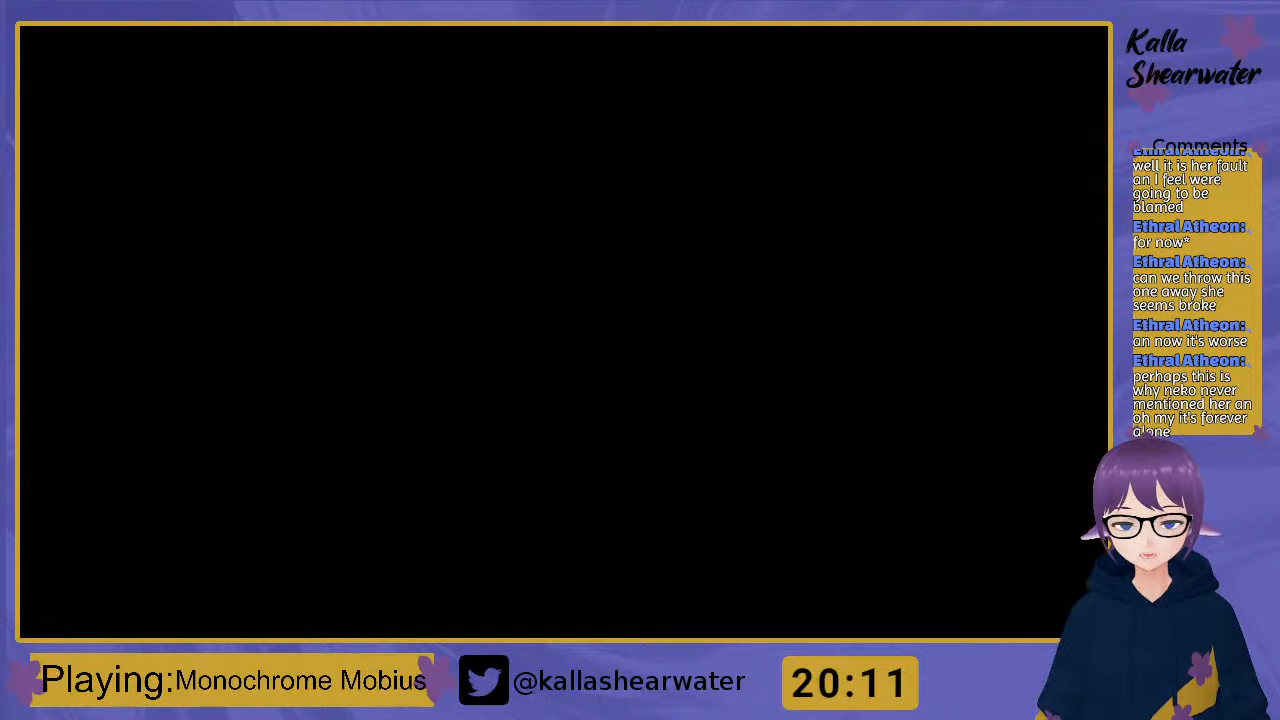 Kalla
Shearwater
Comments
Ethral Atheon:
well it is her fault
an I feel were
going to be
blamed
Ethral Atheon:
for now*
Ethral Atheon:
can we throw this
one away she
seems broke
Ethral Atheon:
an now it's worse
Ethral Atheon:
perhaps this is
why neko never
mentioned her an
oh my it's forever
alone
Playing:Monochrome Mobius
@kallashearwater
20:11